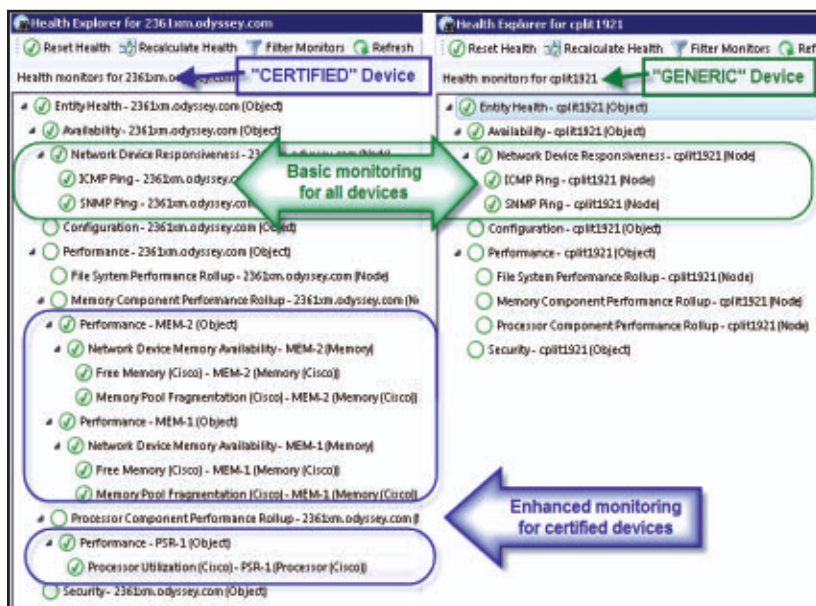 Health Explorer for 2361xm.odyssey.com
Reset Health Recalculate Health Filter Monitors Refresh
Health monitors for 2361xm.odyssey.com
"CERTIFIED" Device
Entity Health - 2361xm.odyssey.com (Object)
Availability - 2361xm.odyssey.com (Object)
Network Device Responsiveness - 2361xm.odyssey.com (Node)
ICMP Ping - 2361xm.odyssey.com
SNMP Ping - 2361xm.odyssey.com
Configuration - 2361xm.odyssey.com (Object)
Performance - 2361xm.odyssey.com (Object)
File System Performance Rollup - 2361xm.odyssey.com (Node)
Memory Component Performance Rollup - 2361xm.odyssey.com (No
Performance - MEM-2 (Object)
Network Device Memory Availability - MEM-2 (Memory)
Free Memory (Cisco) - MEM-2 (Memory (Cisco))
Memory Pool Fragmentation (Cisco) - MEM-2 (Memory (Cisco))
Performance - MEM-1 (Object)
Network Device Memory Availability - MEM-1 (Memory)
Free Memory (Cisco) - MEM-1 (Memory (Cisco))
Memory Pool Fragmentation (Cisco) - MEM-1 (Memory (Cisco))
Processor Component Performance Rollup - 2361xm.odyssey.com (
Performance - PSR-1 (Object)
Processor Utilization (Cisco) - PSR-1 (Processor (Cisco))
Security - 2361xm.odyssey.com (Object)
Basic monitoring
for all devices
Health Explorer for cplit1921
Reset Health Recalculate Health Filter Monitors Ref
Health monitors for cplit1921
"GENERIC" Device
Entity Health - cplit1921 (Object)
Availability - cplit1921 (Object)
Network Device Responsiveness - cplit1921 (Node)
ICMP Ping - cplit1921 (Node)
SNMP Ping - cplit1921 (Node)
Configuration - cplit1921 (Object)
Performance - cplit1921 (Object)
File System Performance Rollup - cplit1921 (Node)
Memory Component Performance Rollup - cplit1921 (Node)
Processor Component Performance Rollup - cplit1921 (Node)
Security - cplit1921 (Object)
Enhanced monitoring
for certified devices